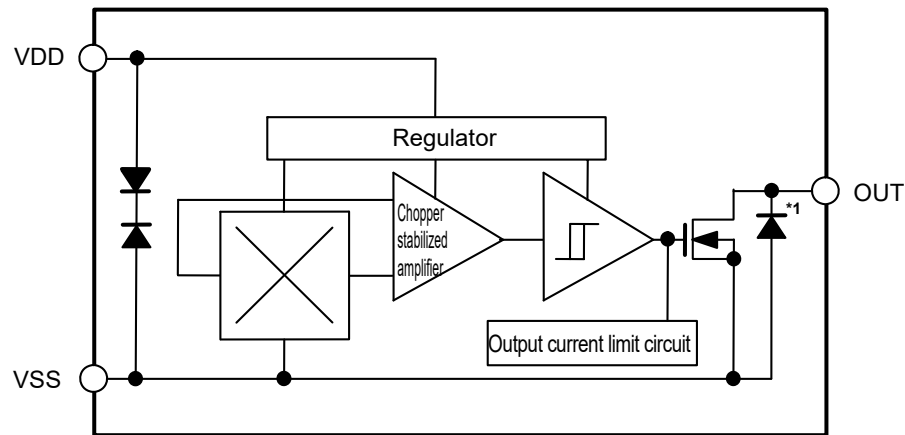 VDD
Regulator
Chopper
stabilized
amplifier
*1
OUT
Output current limit circuit
VSS